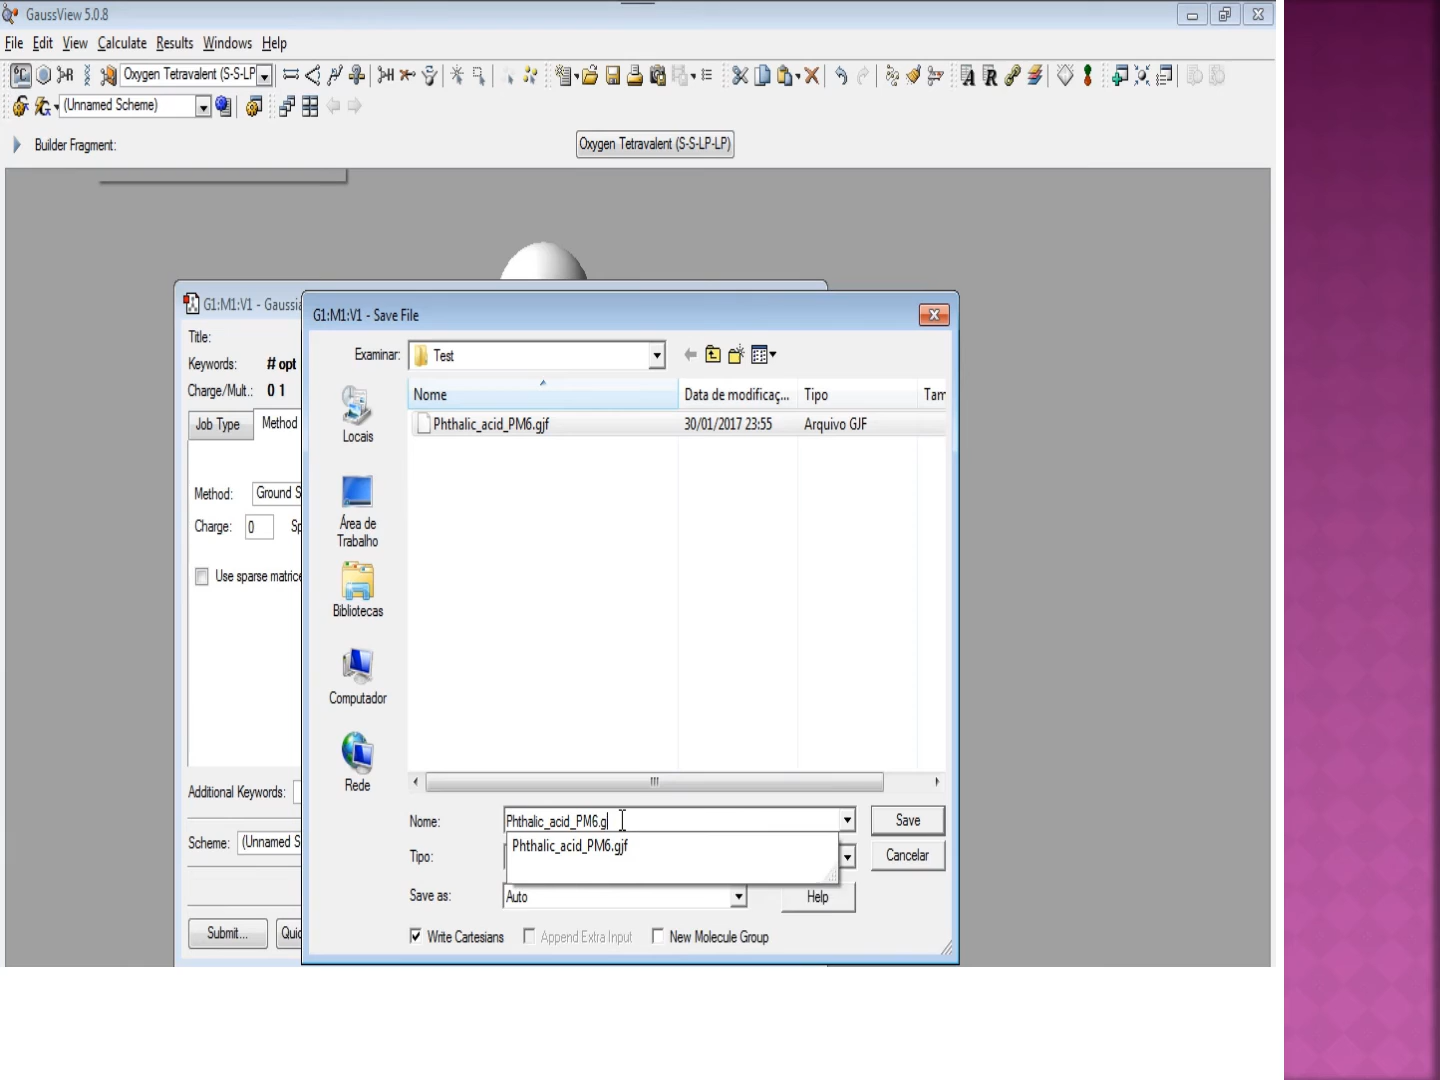 GaussView 5.0.8
File Edit View Calculate Results Windows Help
Oxygen Tetravalent (S-S-LP
(Unnamed Scheme)
Builder Fragment:
Oxygen Tetravalent (S-S-LP-LP)
G1:M1:V1 - Gaussia
Title:
Keywords: # opt
Charge/Mult.: 0 1
Job Type Method
Method: Ground S
Charge: 0 Sp
Use sparse matrice
Additional Keywords:
Scheme: (Unnamed S
Submit... Quic
G1:M1:V1 - Save File
Examinar: Test
Nome Data de modificaç... Tipo Tam
Phthalic_acid_PM6.gjf 30/01/2017 23:55 Arquivo GJF
Locais
Área de
Trabalho
Bibliotecas
Computador
Rede
Nome: Phthalic_acid_PM6.g Save
Phthalic_acid_PM6.gjf
Tipo: Cancelar
Save as: Auto Help
Write Cartesians Append Extra Input New Molecule Group